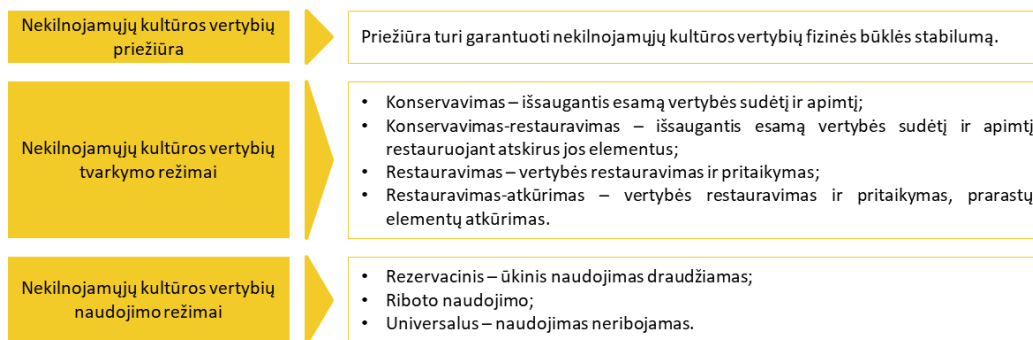 Nekilnojamųjų kultūros vertybių
priežiūra
Priežiūra turi garantuoti nekilnojamųjų kultūros vertybių fizinės būklės stabilumą.
Nekilnojamųjų kultūros vertybių
tvarkymo režimai
• Konservavimas – išsaugantis esamą vertybės sudėtį ir apimtį;
• Konservavimas-restauravimas – išsaugantis esamą vertybės sudėtį ir apimtį
restauruojant atskirus jos elementus;
• Restauravimas – vertybės restauravimas ir pritaikymas;
• Restauravimas-atkūrimas – vertybės restauravimas ir pritaikymas, prarastų
elementų atkūrimas.
Nekilnojamųjų kultūros vertybių
naudojimo režimai
• Rezervacinis – ūkinis naudojimas draudžiamas;
• Riboto naudojimo;
• Universalus – naudojimas neribojamas.